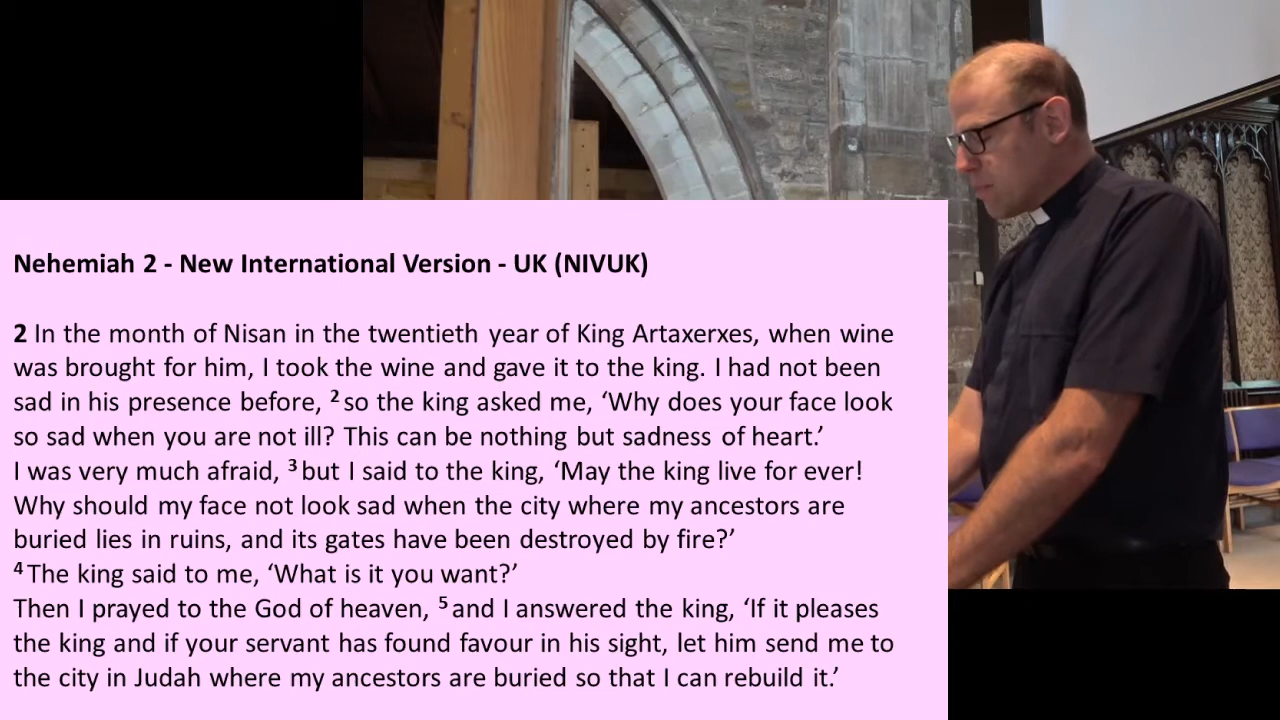 Nehemiah 2 - New International Version - UK (NIVUK)
2 In the month of Nisan in the twentieth year of King Artaxerxes, when wine
was brought for him, I took the wine and gave it to the king. I had not been
sad in his presence before, 2 so the king asked me, ‘Why does your face look
so sad when you are not ill? This can be nothing but sadness of heart.’
I was very much afraid, 3 but I said to the king, ‘May the king live for ever!
Why should my face not look sad when the city where my ancestors are
buried lies in ruins, and its gates have been destroyed by fire?’
4 The king said to me, ‘What is it you want?’
Then I prayed to the God of heaven, 5 and I answered the king, ‘If it pleases
the king and if your servant has found favour in his sight, let him send me to
the city in Judah where my ancestors are buried so that I can rebuild it.’